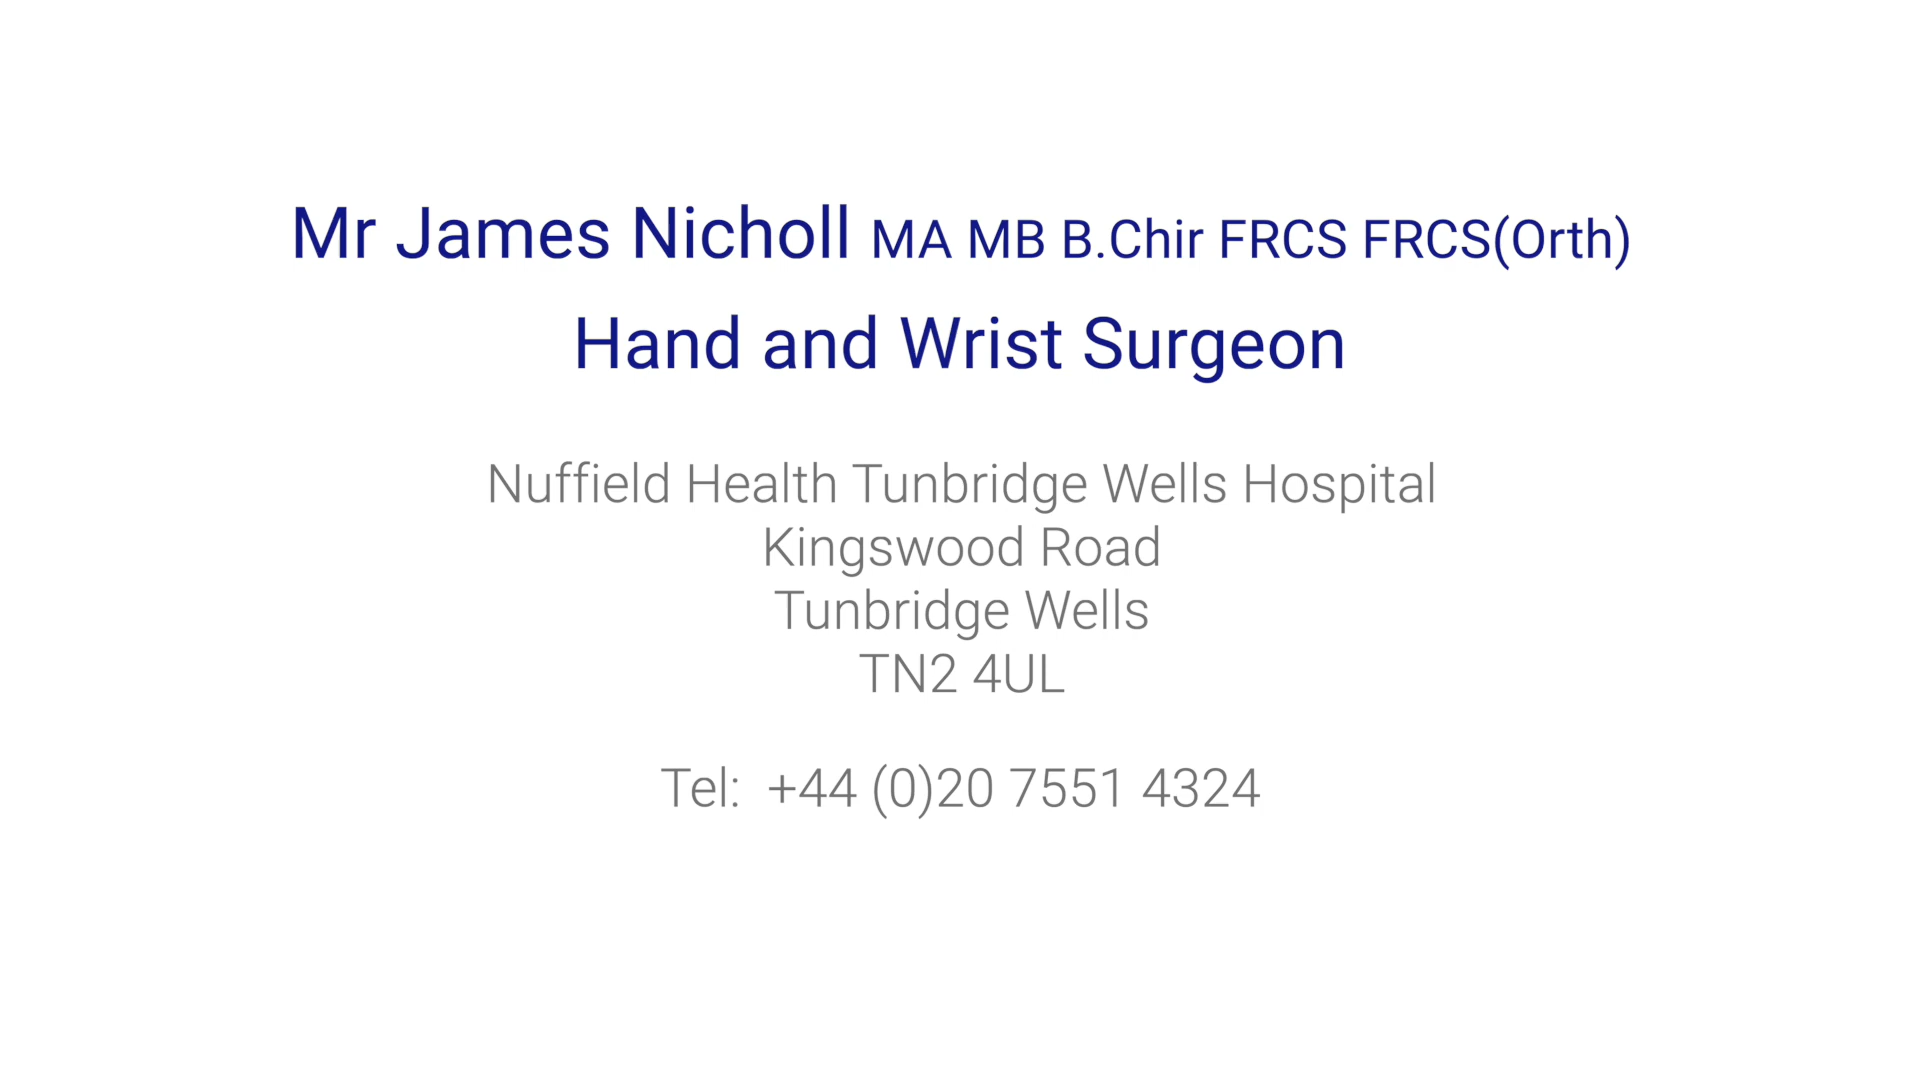 Mr James Nicholl MA MB B.Chir FRCS FRCS(Orth)
Hand and Wrist Surgeon
Nuffield Health Tunbridge Wells Hospital
Kingswood Road
Tunbridge Wells
TN2 4UL
Tel:  +44 (0)20 7551 4324